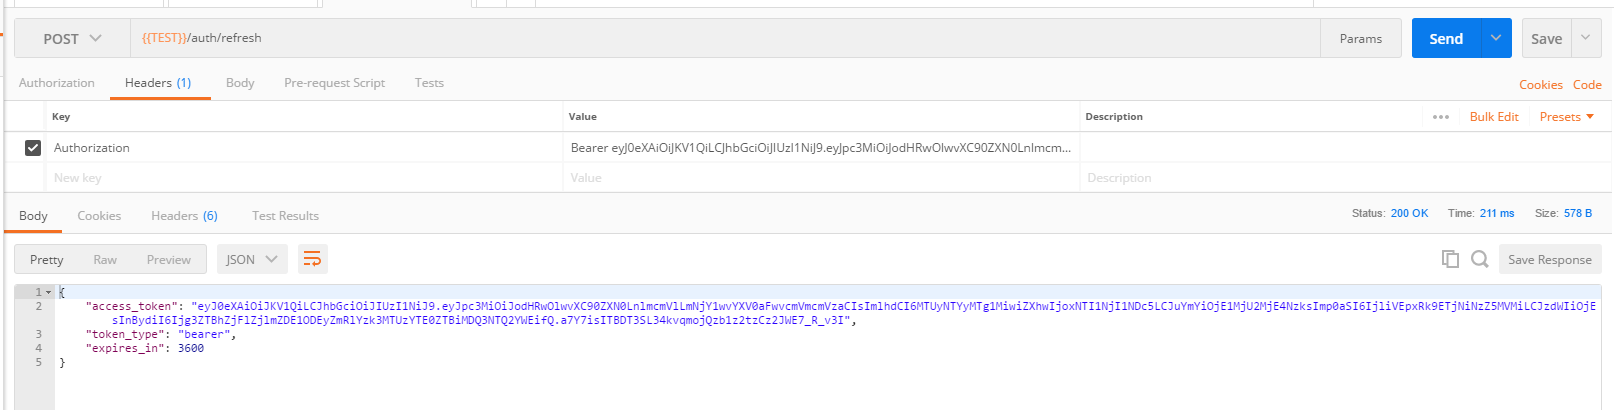 POST {{TEST}}/auth/refresh Params Send Save
Authorization Headers (1) Body Pre-request Script Tests Cookies Code
Key Value Description ••• Bulk Edit Presets
Authorization Bearer eyJ0eXAiOiJKV1QiLCJhbGciOiJIUzI1NiJ9.eyJpc3MiOiJodHRwOlwvXC90ZXN0Lnlmcm...
New key Value Description
Body Cookies Headers (6) Test Results Status: 200 OK Time: 211 ms Size: 578 B
Pretty Raw Preview JSON Save Response
1 {
2 "access_token": "eyJ0eXAiOiJKV1QiLCJhbGciOiJIUzI1NiJ9.eyJpc3MiOiJodHRwOlwvXC90ZXN0LnlmcmVlLmNjY1wvYXV0aFwvcmVmcmVzaCIsImlhdCI6MTUyNTYyMTg1MiwiZXhwIjoxNTI1NjI1NDc5LCJuYmYiOjE1MjU2MjE4NzksImp0aSI6IjliVEpxRk9ETjNiNzZ5MVMiLCJzdWIiOjE
sInBydiI6Ijg3ZTBhZjFlZjlmZDE1ODEyZmRlYzk3MTUzYTE0ZTBiMDQ3NTQ2YWEifQ.a7Y7isITBDT3SL34kvqmojQzb1z2tzCz2JWE7_R_v3I",
3 "token_type": "bearer",
4 "expires_in": 3600
5 }